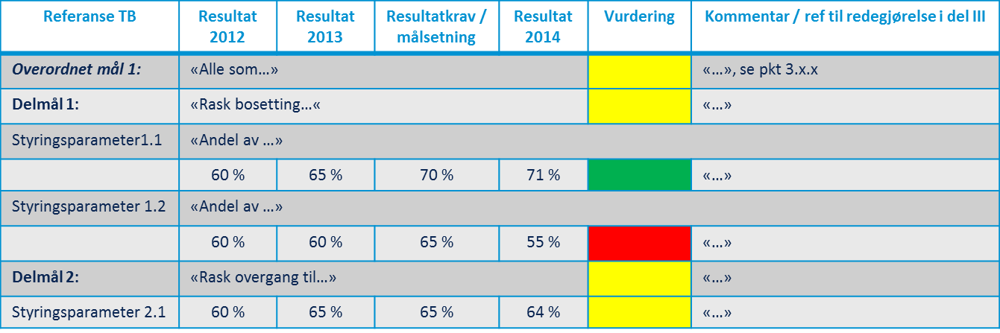 Referanse TB Resultat 2012 Resultat 2013 Resultatkrav / målsetning Resultat 2014 Vurdering Kommentar / ref til redegjørelse i del III
Overordnet mål 1: «Alle som…» «…», se pkt 3.x.x
Delmål 1: «Rask bosetting…« «…»
Styringsparameter1.1 «Andel av …»
60 % 65 % 70 % 71 % «…»
Styringsparameter 1.2 «Andel av …»
60 % 60 % 65 % 55 % «…»
Delmål 2: «Rask overgang til…» «…»
Styringsparameter 2.1 60 % 65 % 65 % 64 % «…»